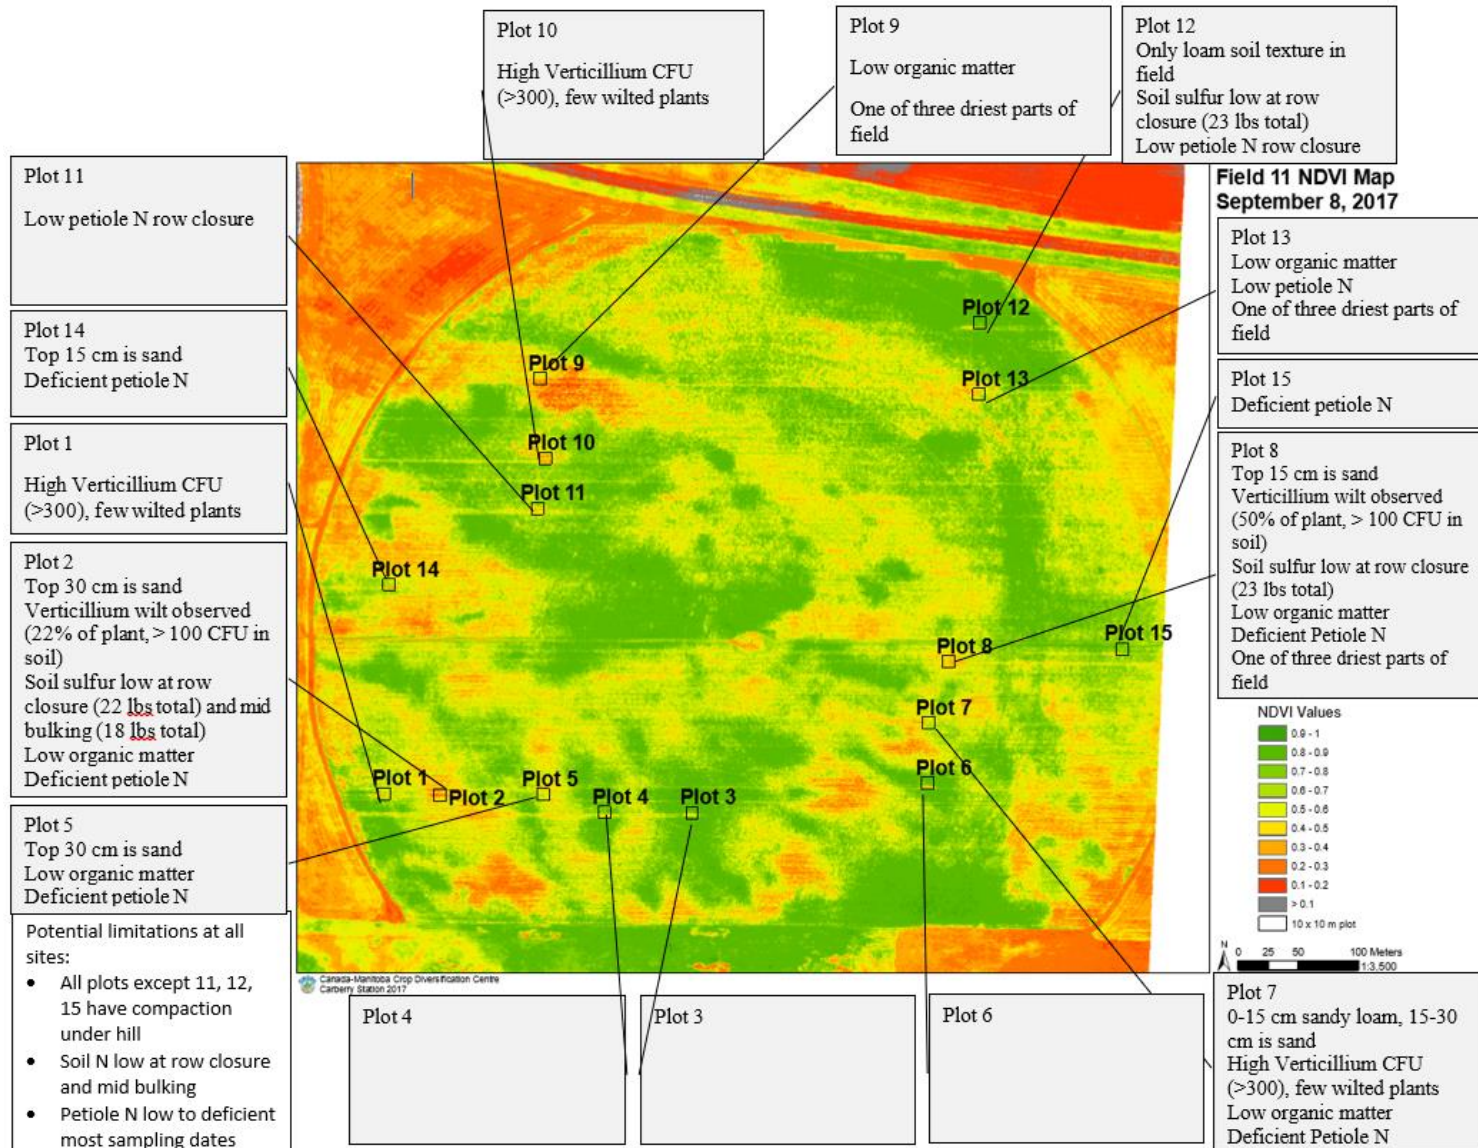 Plot 10
High Verticillium CFU
(>300), few wilted plants
Plot 9
Low organic matter
One of three driest parts of
field
Plot 12
Only loam soil texture in
field
Soil sulfur low at row
closure (23 lbs total)
Low petiole N row closure
Plot 11
Low petiole N row closure
Plot 14
Top 15 cm is sand
Deficient petiole N
Plot 1
High Verticillium CFU
(>300), few wilted plants
Plot 2
Top 30 cm is sand
Verticillium wilt observed
(22% of plant, > 100 CFU in
soil)
Soil sulfur low at row
closure (22 lbs total) and mid
bulking (18 lbs total)
Low organic matter
Deficient petiole N
Plot 5
Top 30 cm is sand
Low organic matter
Deficient petiole N
Potential limitations at all
sites:
• All plots except 11, 12,
15 have compaction
under hill
• Soil N low at row closure
and mid bulking
• Petiole N low to deficient
most sampling dates
Plot 12
Plot 9
Plot 13
Plot 10
Plot 11
Plot 14
Plot 15
Plot 8
Plot 7
Plot 6
Plot 1
Plot 2
Plot 5
Plot 4
Plot 3
Canada-Manitoba Crop Diversification Centre
Carberry Station 2017
Field 11 NDVI Map
September 8, 2017
Plot 13
Low organic matter
Low petiole N
One of three driest parts of
field
Plot 15
Deficient petiole N
Plot 8
Top 15 cm is sand
Verticillium wilt observed
(50% of plant, > 100 CFU in
soil)
Soil sulfur low at row closure
(23 lbs total)
Low organic matter
Deficient Petiole N
One of three driest parts of
field
NDVI Values
0.9 - 1
0.8 - 0.9
0.7 - 0.8
0.6 - 0.7
0.5 - 0.6
0.4 - 0.5
0.3 - 0.4
0.2 - 0.3
0.1 - 0.2
> 0.1
10 x 10 m plot
N
0 25 50 100 Meters
1:3,500
Plot 4
Plot 3
Plot 6
Plot 7
0-15 cm sandy loam, 15-30
cm is sand
High Verticillium CFU
(>300), few wilted plants
Low organic matter
Deficient Petiole N